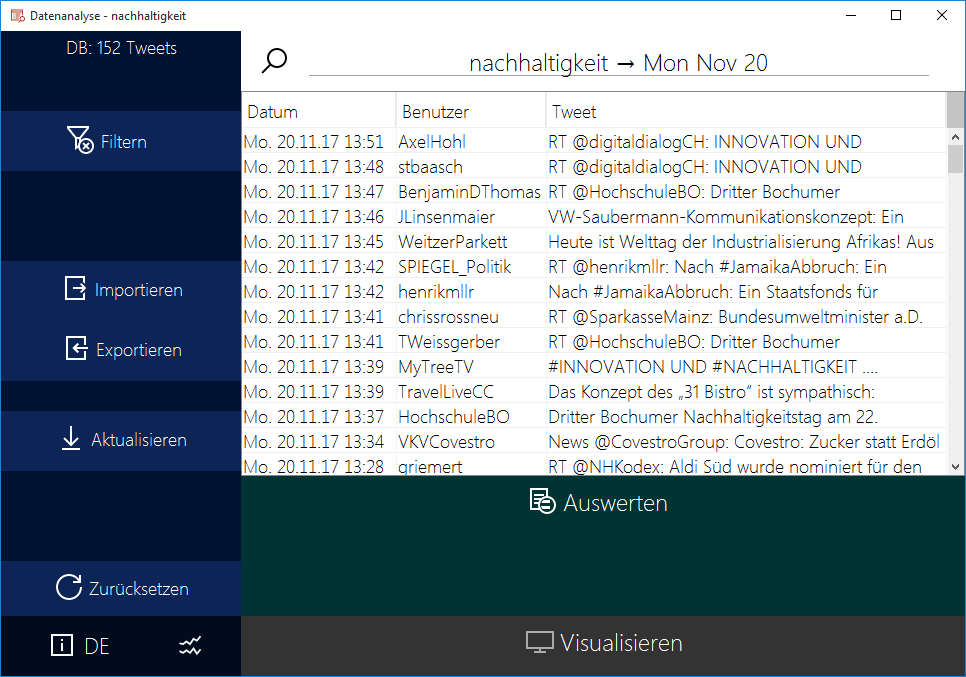 Datenanalyse - nachhaltigkeit
DB: 152 Tweets
Filtern
Importieren
Exportieren
Aktualisieren
Zurücksetzen
DE
nachhaltigkeit → Mon Nov 20
Datum Benutzer Tweet
Mo. 20.11.17 13:51 AxelHohl RT @digitaldialogCH: INNOVATION UND
Mo. 20.11.17 13:48 stbaasch RT @digitaldialogCH: INNOVATION UND
Mo. 20.11.17 13:47 BenjaminDThomas RT @HochschuleBO: Dritter Bochumer
Mo. 20.11.17 13:46 JLinsenmaier VW-Saubermann-Kommunikationskonzept: Ein
Mo. 20.11.17 13:45 WeitzerParkett Heute ist Welttag der Industrialisierung Afrikas! Aus
Mo. 20.11.17 13:42 SPIEGEL_Politik RT @henrikmllr: Nach #JamaikaAbbruch: Ein
Mo. 20.11.17 13:42 henrikmllr Nach #JamaikaAbbruch: Ein Staatsfonds für
Mo. 20.11.17 13:41 chrissrossneu RT @SparkasseMainz: Bundesumweltminister a.D.
Mo. 20.11.17 13:41 TWeissgerber RT @HochschuleBO: Dritter Bochumer
Mo. 20.11.17 13:39 MyTreeTV #INNOVATION UND #NACHHALTIGKEIT ....
Mo. 20.11.17 13:39 TravelLiveCC Das Konzept des „31 Bistro“ ist sympathisch:
Mo. 20.11.17 13:37 HochschuleBO Dritter Bochumer Nachhaltigkeitstag am 22.
Mo. 20.11.17 13:34 VKVCovestro News @CovestroGroup: Covestro: Zucker statt Erdöl
Mo. 20.11.17 13:28 griemert RT @NHKodex: Aldi Süd wurde nominiert für den
Auswerten
Visualisieren